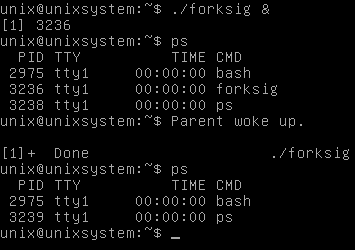 unix@unixsystem:~$ ./forksig &
[1] 3236
unix@unixsystem:~$ ps
  PID TTY          TIME CMD
 2975 tty1     00:00:00 bash
 3236 tty1     00:00:00 forksig
 3238 tty1     00:00:00 ps
unix@unixsystem:~$ Parent woke up.

[1]+  Done                    ./forksig
unix@unixsystem:~$ ps
  PID TTY          TIME CMD
 2975 tty1     00:00:00 bash
 3239 tty1     00:00:00 ps
unix@unixsystem:~$ _